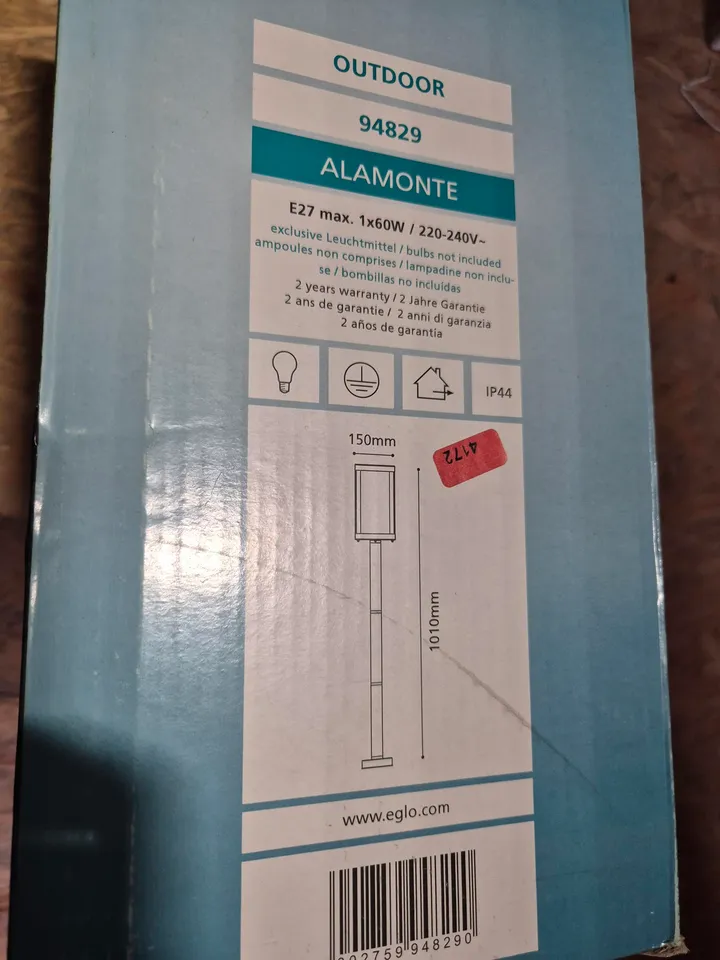 OUTDOOR
94829
ALAMONTE
E27 max. 1x60W / 220-240V~
exclusive Leuchtmittel / bulbs not included
ampoules non comprises / lampadine non inclu-
se / bombillas no incluidas
2 years warranty / 2 Jahre Garantie
2 ans de garantie / 2 anni di garanzia
2 años de garantia
IP44
150mm
4172
1010mm
www.eglo.com
002759 948290